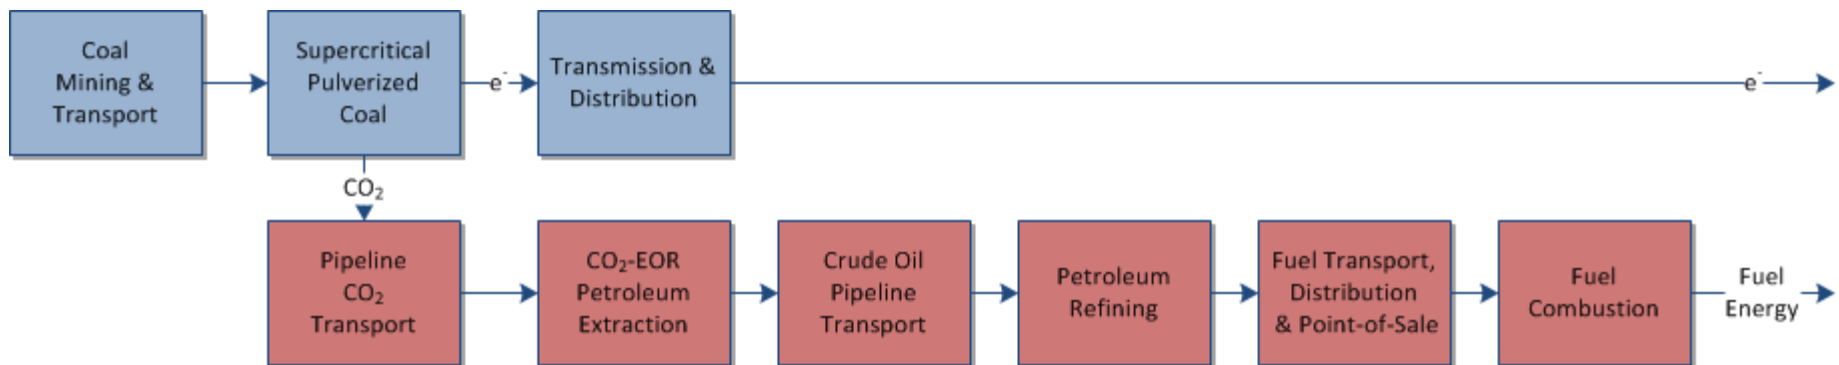 Coal
Mining &
Transport
Supercritical
Pulverized
Coal
e⁻
Transmission &
Distribution
e⁻
CO₂
Pipeline
CO₂
Transport
CO₂-EOR
Petroleum
Extraction
Crude Oil
Pipeline
Transport
Petroleum
Refining
Fuel Transport,
Distribution
& Point-of-Sale
Fuel
Combustion
Fuel
Energy